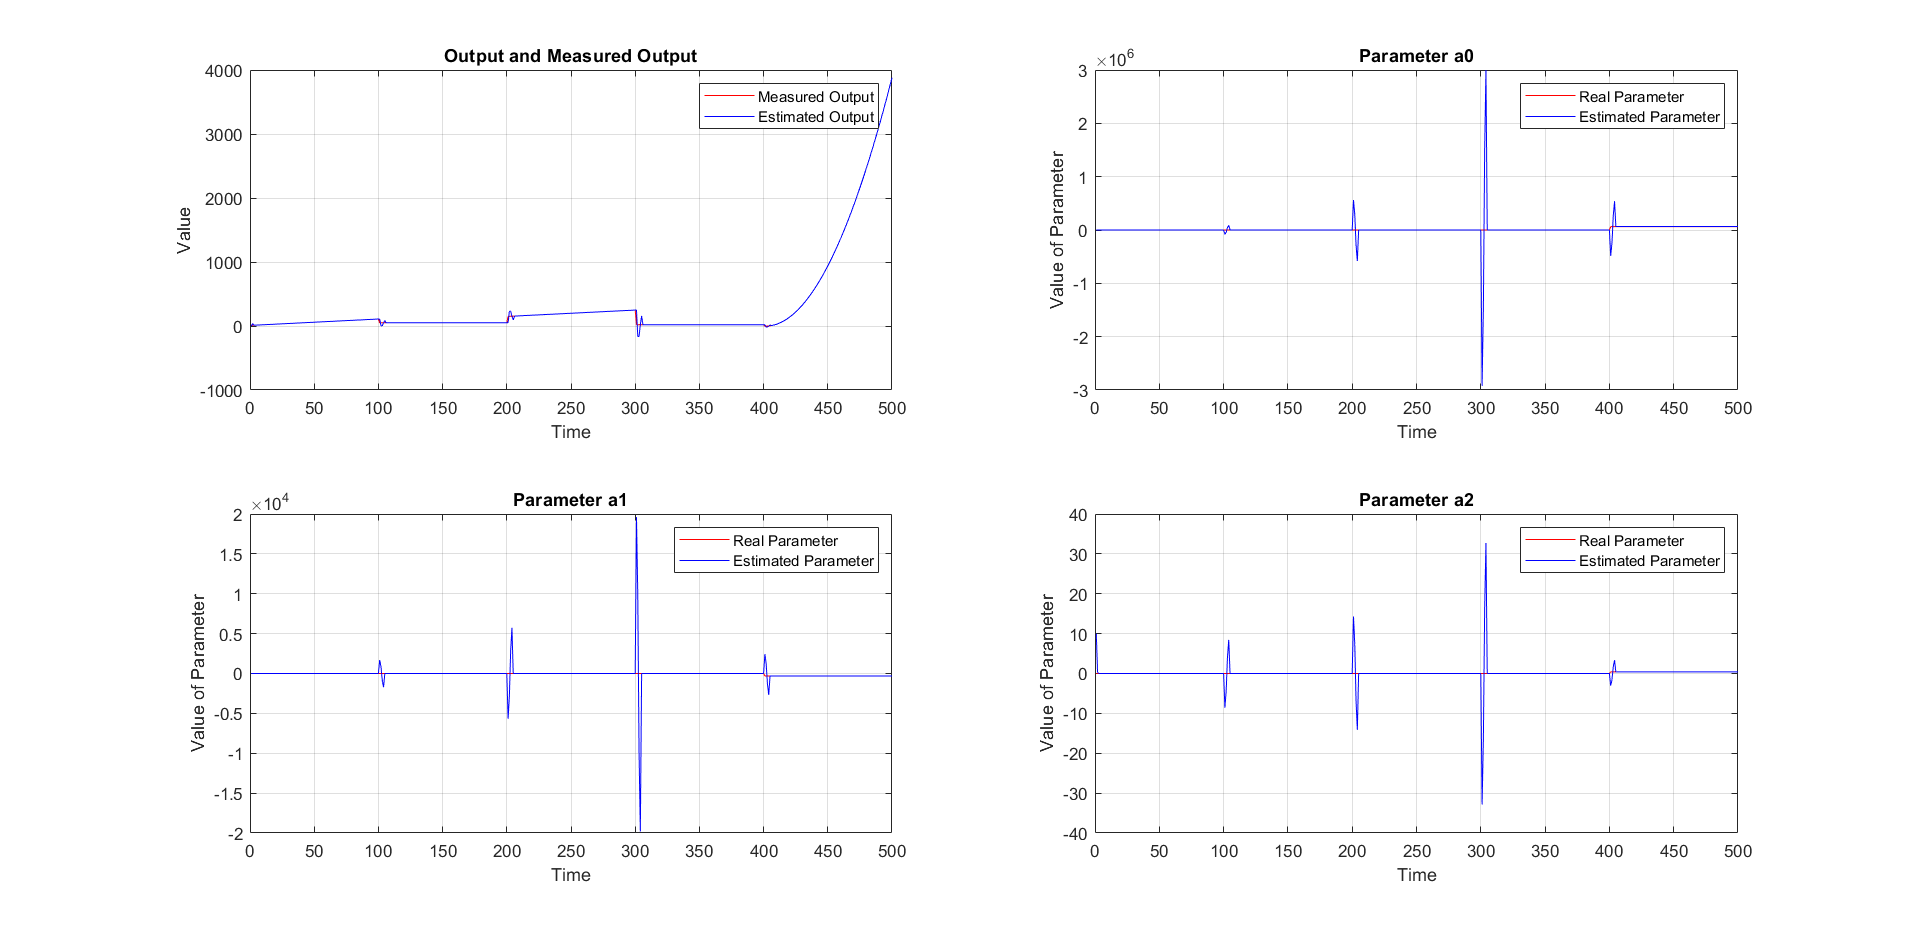 Output and Measured Output
4000
3000
2000
1000
0
-1000
Value
0 50 100 150 200 250 300 350 400 450 500
Time
Measured Output
Estimated Output
Parameter a0
×10^6
3
2
1
0
-1
-2
-3
Value of Parameter
0 50 100 150 200 250 300 350 400 450 500
Time
Real Parameter
Estimated Parameter
Parameter a1
×10^4
2
1.5
1
0.5
0
-0.5
-1
-1.5
-2
Value of Parameter
0 50 100 150 200 250 300 350 400 450 500
Time
Real Parameter
Estimated Parameter
Parameter a2
40
30
20
10
0
-10
-20
-30
-40
Value of Parameter
0 50 100 150 200 250 300 350 400 450 500
Time
Real Parameter
Estimated Parameter